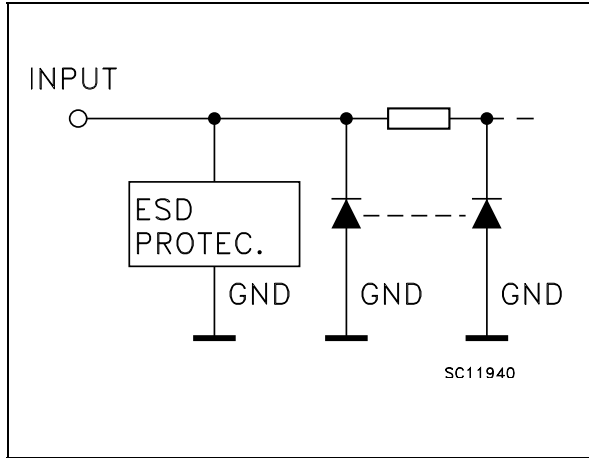 INPUT
ESD
PROTEC.
GND
GND
GND
SC11940